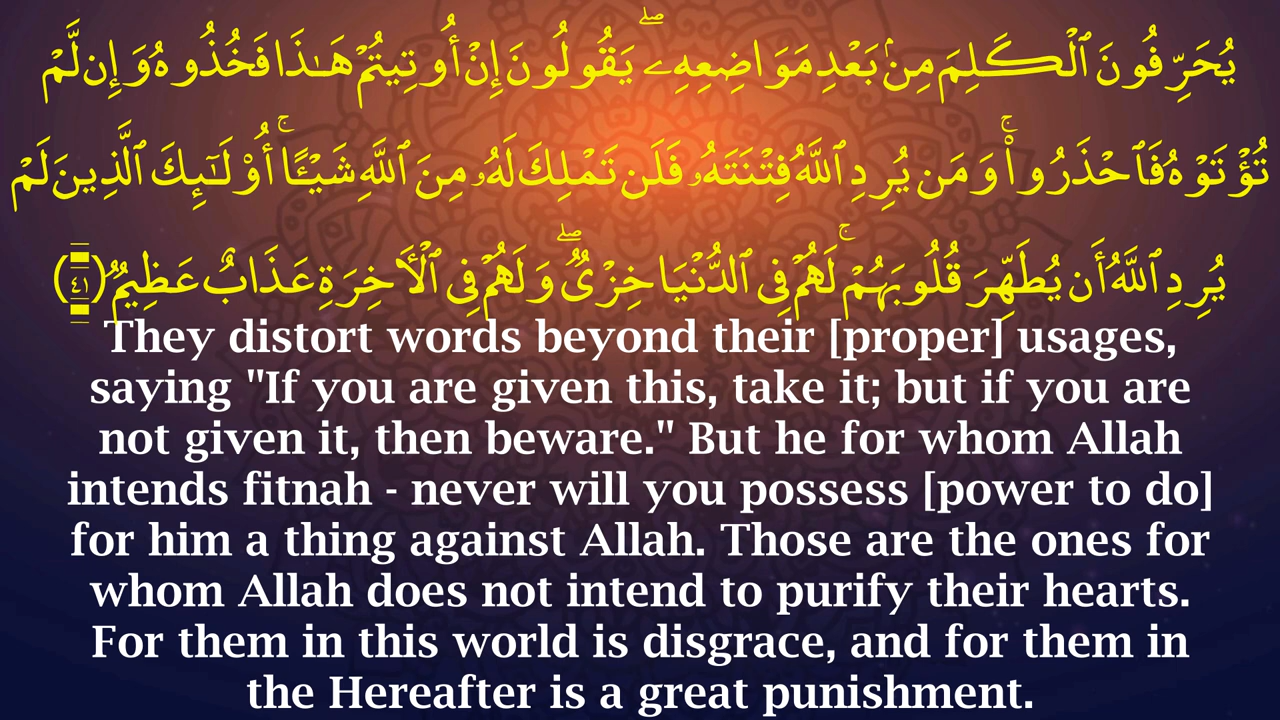 يُحَرِّفُونَ ٱلْكَلِمَ مِنۢ بَعْدِ مَوَاضِعِهِۦ ۖ يَقُولُونَ إِنْ أُوتِيتُمْ هَـٰذَا فَخُذُوهُ وَإِن لَّمْ
تُؤْتَوْهُ فَٱحْذَرُوا۟ ۚ وَمَن يُرِدِ ٱللَّهُ فِتْنَتَهُۥ فَلَن تَمْلِكَ لَهُۥ مِنَ ٱللَّهِ شَيْـًٔا ۚ أُو۟لَـٰٓئِكَ ٱلَّذِينَ لَمْ
يُرِدِ ٱللَّهُ أَن يُطَهِّرَ قُلُوبَهُمْ ۚ لَهُمْ فِى ٱلدُّنْيَا خِزْىٌ ۖ وَلَهُمْ فِى ٱلْـَٔاخِرَةِ عَذَابٌ عَظِيمٌ (٤١)
They distort words beyond their [proper] usages,
saying "If you are given this, take it; but if you are
not given it, then beware." But he for whom Allah
intends fitnah - never will you possess [power to do]
for him a thing against Allah. Those are the ones for
whom Allah does not intend to purify their hearts.
For them in this world is disgrace, and for them in
the Hereafter is a great punishment.